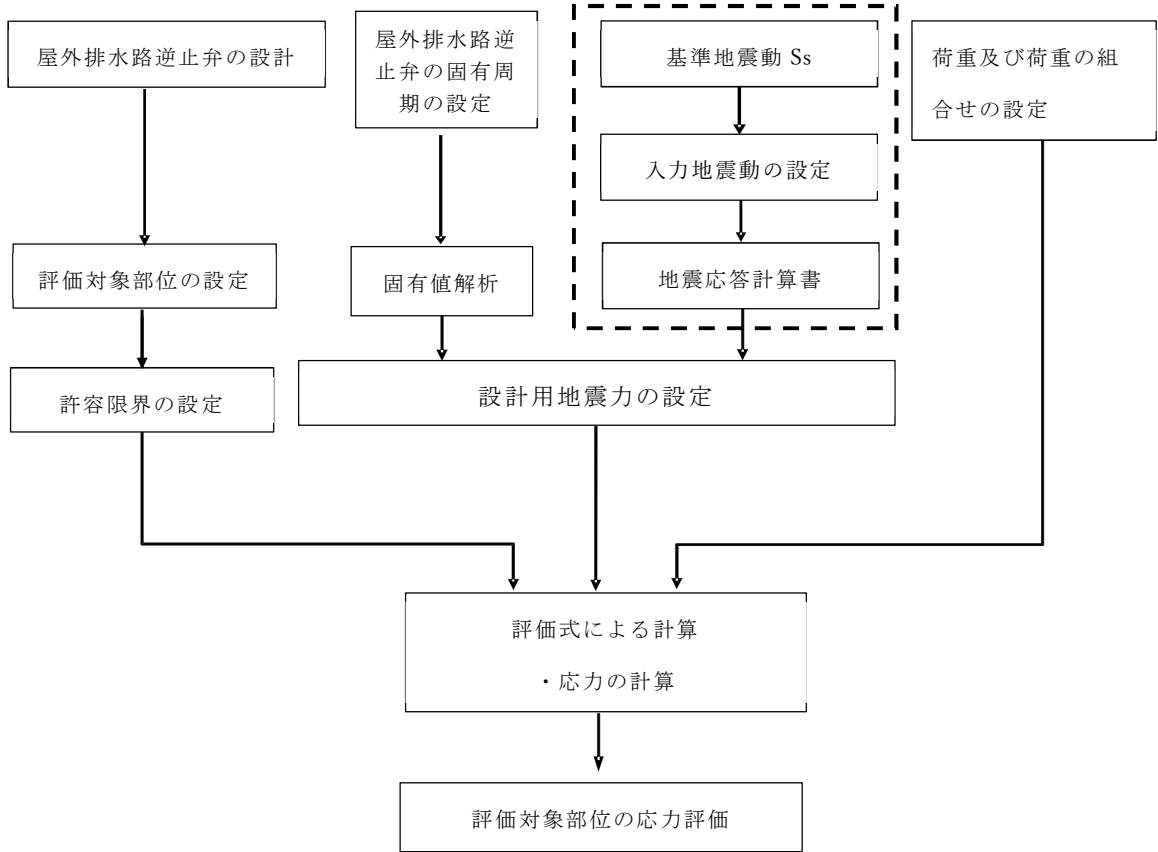 屋外排水路逆止弁の設計
屋外排水路逆
止弁の固有周
期の設定
基準地震動 Ss
荷重及び荷重の組
合せの設定
入力地震動の設定
評価対象部位の設定
固有値解析
地震応答計算書
許容限界の設定
設計用地震力の設定
評価式による計算
・応力の計算
評価対象部位の応力評価